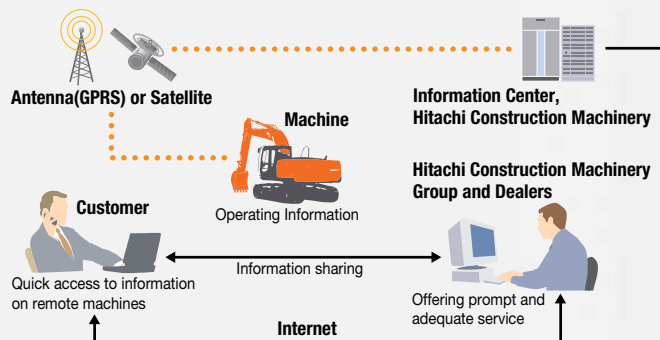 Antenna(GPRS) or Satellite
Information Center,
Hitachi Construction Machinery
Machine
Operating Information
Hitachi Construction Machinery
Group and Dealers
Customer
Information sharing
Quick access to information
on remote machines
Offering prompt and
adequate service
Internet